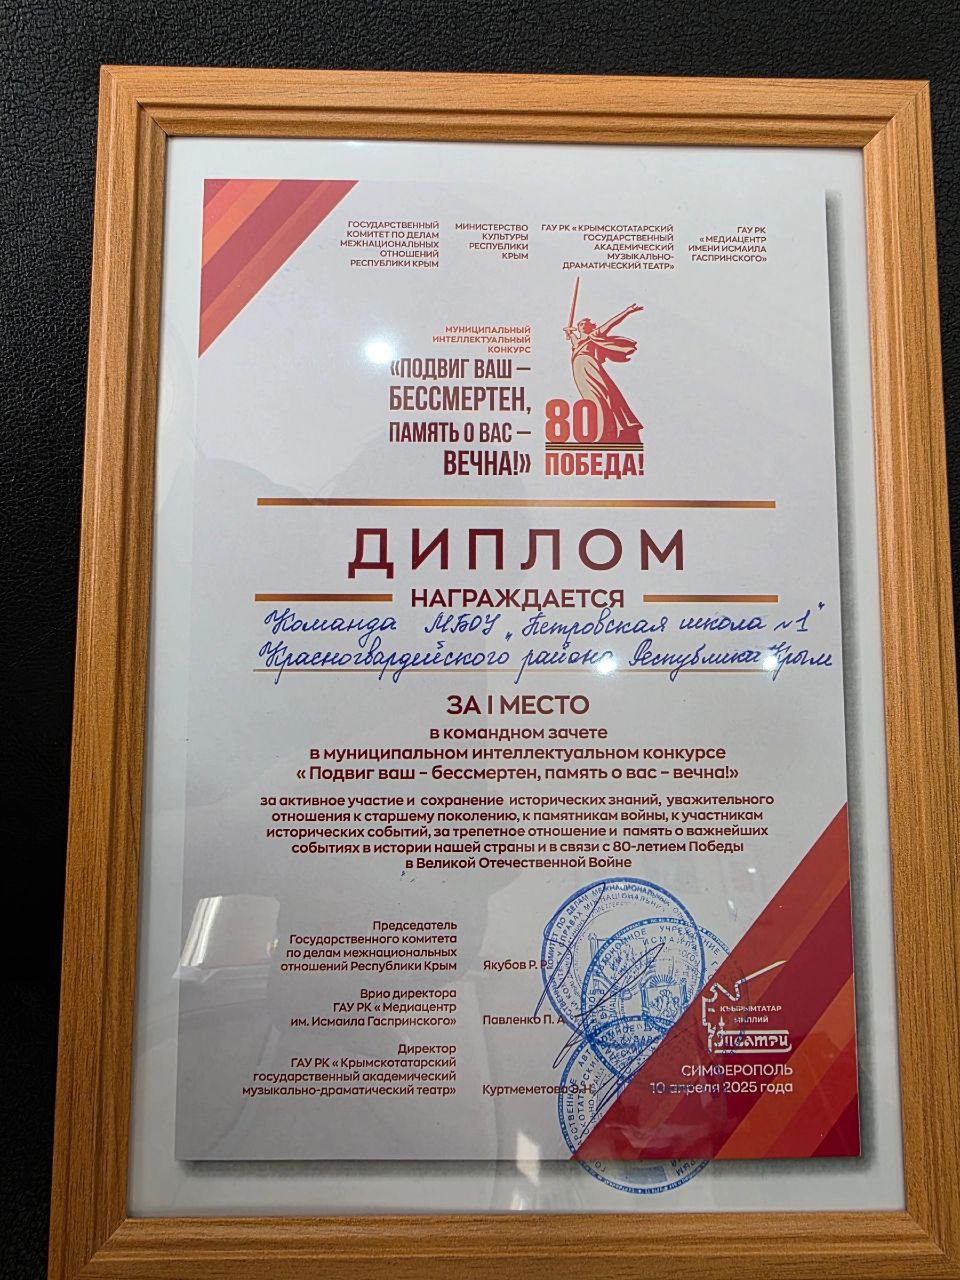 ГОСУДАРСТВЕННЫЙ
КОМИТЕТ ПО ДЕЛАМ
МЕЖНАЦИОНАЛЬНЫХ
ОТНОШЕНИЙ
РЕСПУБЛИКИ КРЫМ
МИНИСТЕРСТВО
КУЛЬТУРЫ
РЕСПУБЛИКИ
КРЫМ
ГАУ РК «КРЫМСКОТАТАРСКИЙ
ГОСУДАРСТВЕННЫЙ
АКАДЕМИЧЕСКИЙ
МУЗЫКАЛЬНО-
ДРАМАТИЧЕСКИЙ ТЕАТР»
ГАУ РК
«МЕДИАЦЕНТР
ИМЕНИ ИСМАИЛА
ГАСПРИНСКОГО»
МУНИЦИПАЛЬНЫЙ
ИНТЕЛЛЕКТУАЛЬНЫЙ
КОНКУРС
«ПОДВИГ ВАШ –
БЕССМЕРТЕН,
ПАМЯТЬ О ВАС –
ВЕЧНА!»
80
ПОБЕДА!
ДИПЛОМ
НАГРАЖДАЕТСЯ
Команда МБОУ „Петровская школа №1"
Красногвардейского района Республики Крым
ЗА I МЕСТО
в командном зачете
в муниципальном интеллектуальном конкурсе
« Подвиг ваш – бессмертен, память о вас – вечна!»
за активное участие и сохранение исторических знаний, уважительного
отношения к старшему поколению, к памятникам войны, к участникам
исторических событий, за трепетное отношение и память о важнейших
событиях в истории нашей страны и в связи с 80-летием Победы
в Великой Отечественной Войне
Председатель
Государственного комитета
по делам межнациональных
отношений Республики Крым
Якубов Р. Р.
Врио директора
ГАУ РК « Медиацентр
им. Исмаила Гаспринского»
Павленко П. А.
Директор
ГАУ РК « Крымскотатарский
государственный академический
музыкально-драматический театр»
Куртмеметова Э.Н.
КЪЫРЫМТАТАР
МИЛЛИЙ
ТЕАТРИ
СИМФЕРОПОЛЬ
10 апреля 2025 года